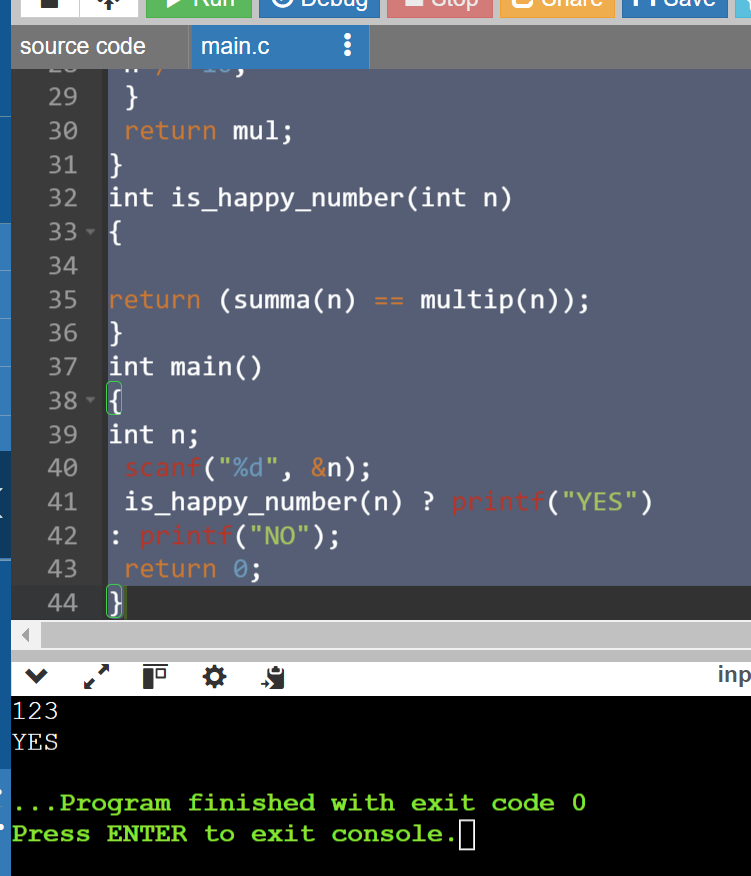 Run Debug Stop Share Save
source code main.c
28 n / 10;
29 }
30 return mul;
31 }
32 int is_happy_number(int n)
33 {
34
35 return (summa(n) == multip(n));
36 }
37 int main()
38 {
39 int n;
40 scanf("%d", &n);
41 is_happy_number(n) ? printf("YES")
42 : printf("NO");
43 return 0;
44 }
inp
123
YES
...Program finished with exit code 0
Press ENTER to exit console.